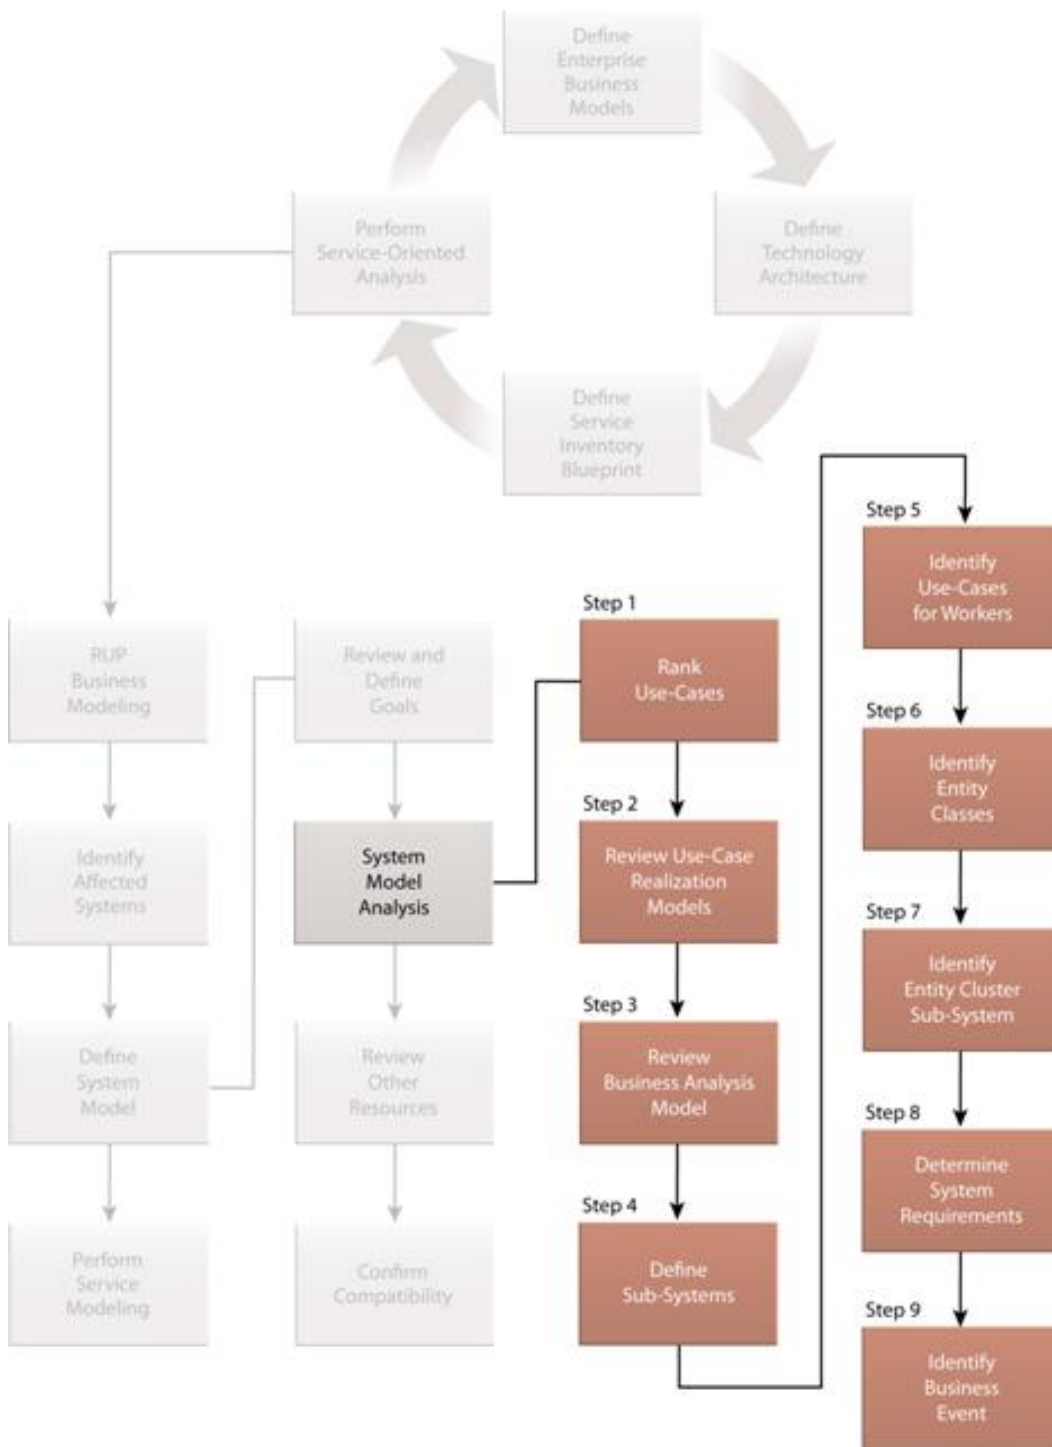 Define
Enterprise
Business
Models
Perform
Service-Oriented
Analysis
Define
Technology
Architecture
Define
Service
Inventory
Blueprint
RUP
Business
Modeling
Identify
Affected
Systems
Define
System
Model
Perform
Service
Modeling
Review and
Define
Goals
System
Model
Analysis
Review
Other
Resources
Confirm
Compatibility
Step 1
Rank
Use-Cases
Step 2
Review Use-Case
Realization
Models
Step 3
Review
Business Analysis
Model
Step 4
Define
Sub-Systems
Step 5
Identify
Use-Cases
for Workers
Step 6
Identify
Entity
Classes
Step 7
Identify
Entity Cluster
Sub-System
Step 8
Determine
System
Requirements
Step 9
Identify
Business
Event